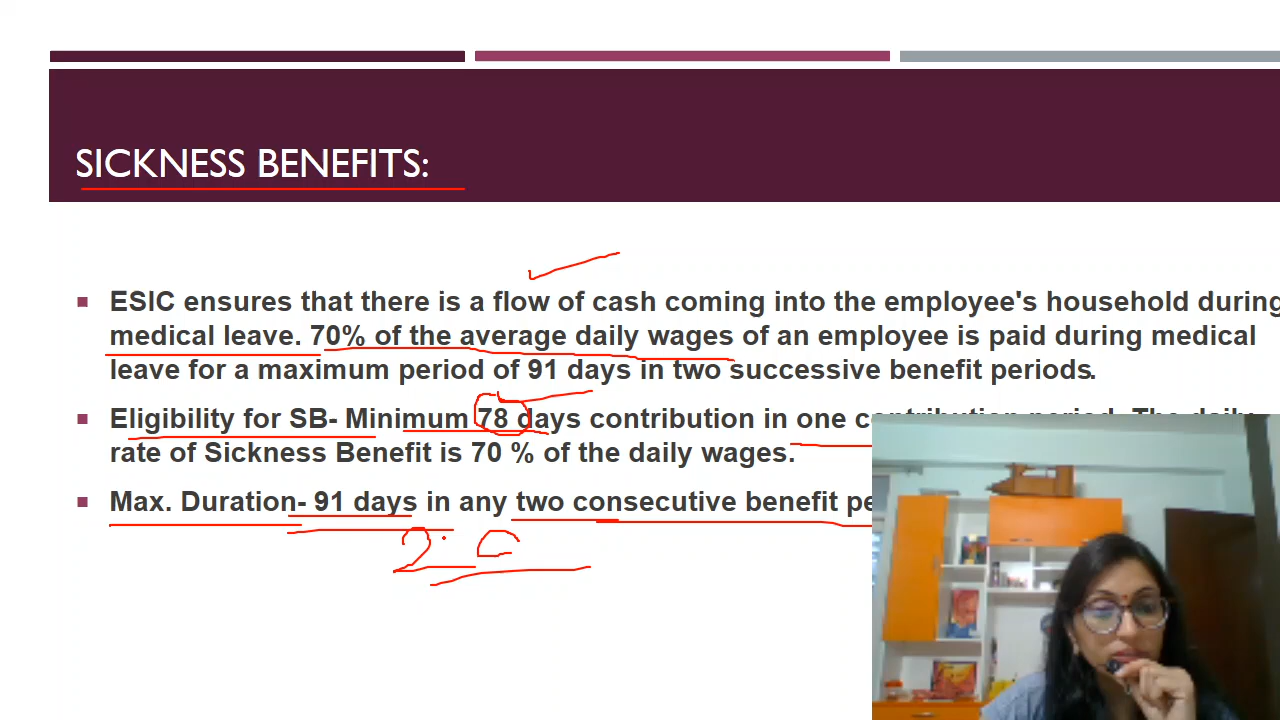 SICKNESS BENEFITS:
ESIC ensures that there is a flow of cash coming into the employee's household during
medical leave. 70% of the average daily wages of an employee is paid during medical
leave for a maximum period of 91 days in two successive benefit periods.
Eligibility for SB- Minimum 78 days contribution in one
rate of Sickness Benefit is 70 % of the daily wages.
Max. Duration- 91 days in any two consecutive benefit